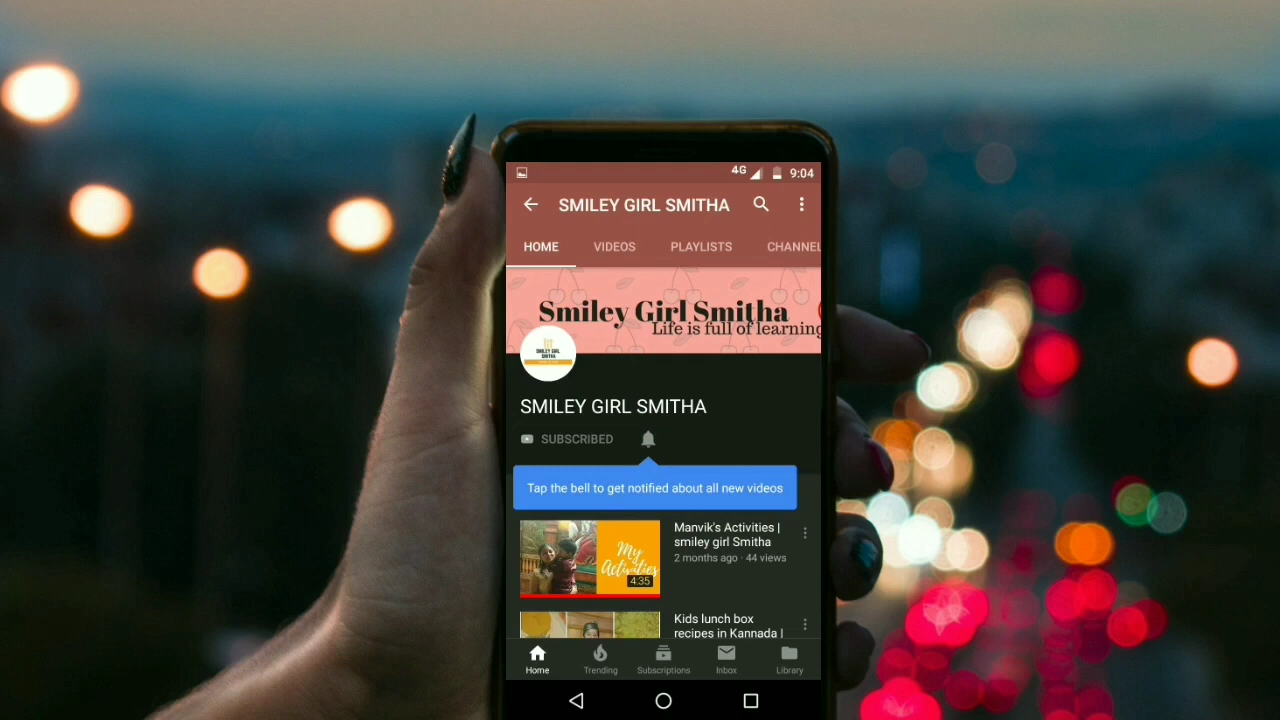 4G 9:04
SMILEY GIRL SMITHA
HOME VIDEOS PLAYLISTS CHANNEL
Smiley Girl Smitha
Life is full of learning
SMILEY GIRL
SMITHA
SMILEY GIRL SMITHA
SUBSCRIBED
Tap the bell to get notified about all new videos
My
Activities
4:35
Manvik's Activities |
smiley girl Smitha
2 months ago · 44 views
Kids lunch box
recipes in Kannada |
Home Trending Subscriptions Inbox Library